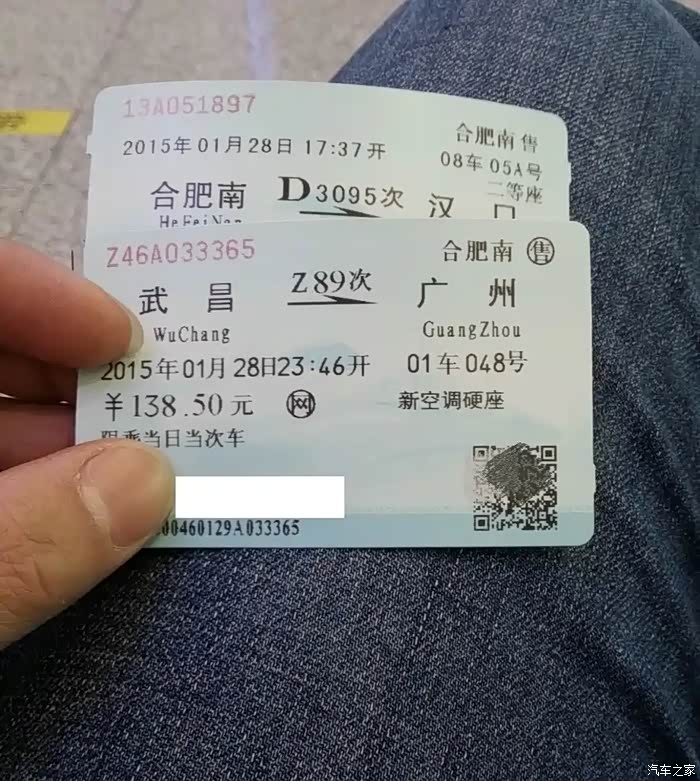 13A051897
合肥南售
2015年01月28日 17:37开
08车 05A号
二等座
合肥南 D3095次 汉口
HeFeiNan
Z46A033365 合肥南 售
武昌 Z89次 广州
WuChang GuangZhou
2015年01月28日23:46开 01车048号
￥138.50元 网 新空调硬座
限乘当日当次车
00460129A033365
汽车之家